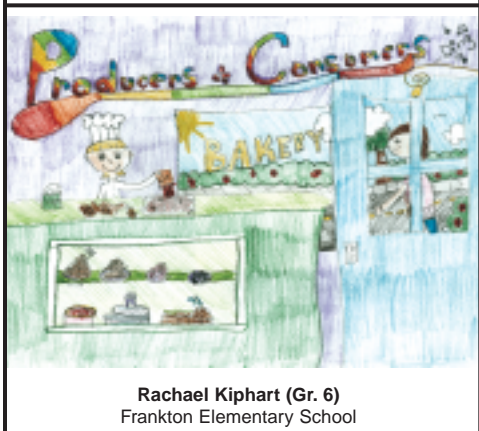 Producers + Consumers
BAKERY
Rachael Kiphart (Gr. 6)
Frankton Elementary School